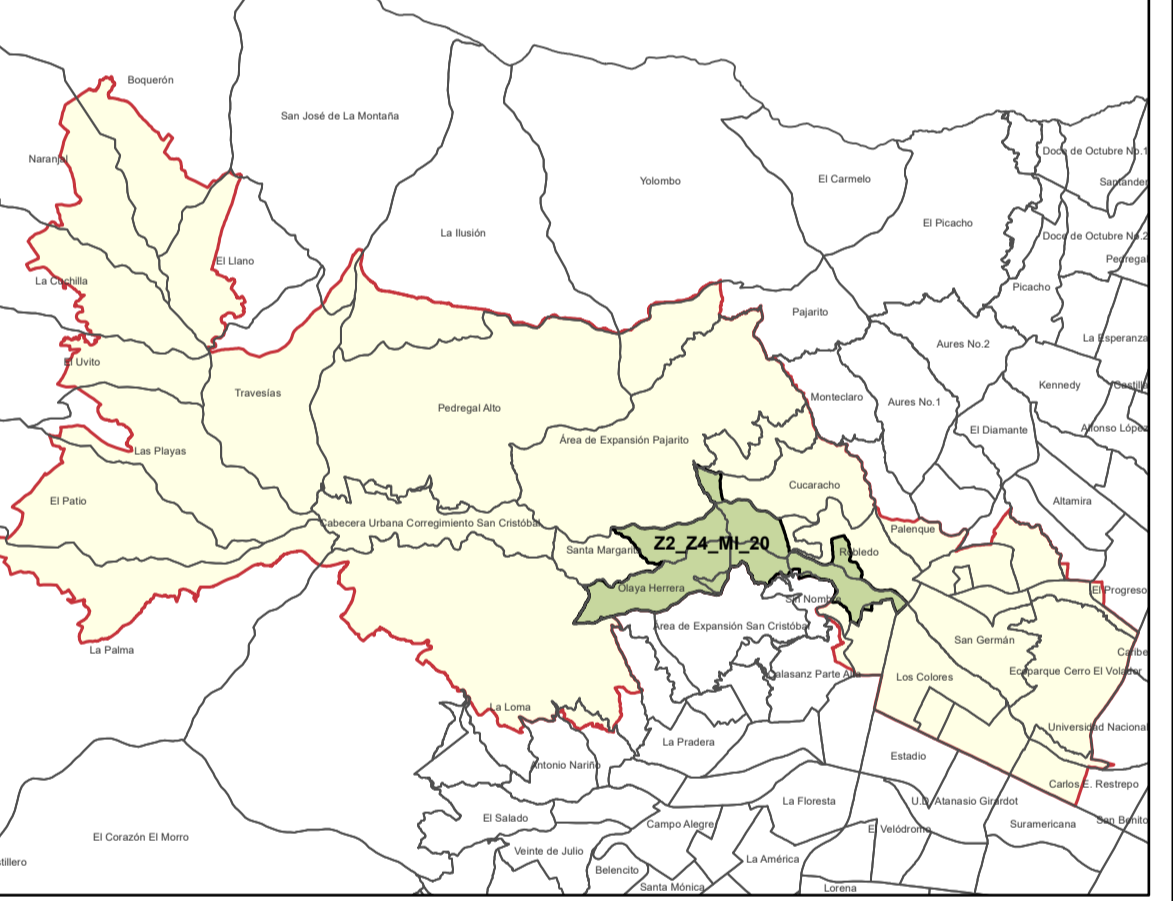 Boquerón
San José de La Montaña
Doce de Octubre No.1
Naranjal
Yolombo
El Carmelo
Santander
El Picacho
La Ilusión
Doce de Octubre No.2
El Llano
Pedregal
La Cuchilla
Picacho
Pajarito
La Esperanza
Aures No.2
El Uvito
Kennedy
Castilla
Travesías
Monteclaro
Aures No.1
Pedregal Alto
Alfonso López
El Diamante
Área de Expansión Pajarito
Las Playas
Cucaracho
El Patio
Altamira
Cabecera Urbana Corregimiento San Cristóbal
Palenque
Z2_Z4_MI_20
Santa Margarita
Robledo
Olaya Herrera
El Progreso
Sin Nombre
Área de Expansión San Cristóbal
San Germán
La Palma
Caribe
Calasanz Parte Alta
Los Colores
Ecoparque Cerro El Volador
La Loma
Universidad Nacional
La Pradera
Estadio
Antonio Nariño
Carlos E. Restrepo
La Floresta
U.D. Atanasio Girardot
El Salado
San Benito
Campo Alegre
Suramericana
El Velódromo
El Corazón El Morro
Veinte de Julio
La América
stillero
Belencito
Santa Mónica
Lorena